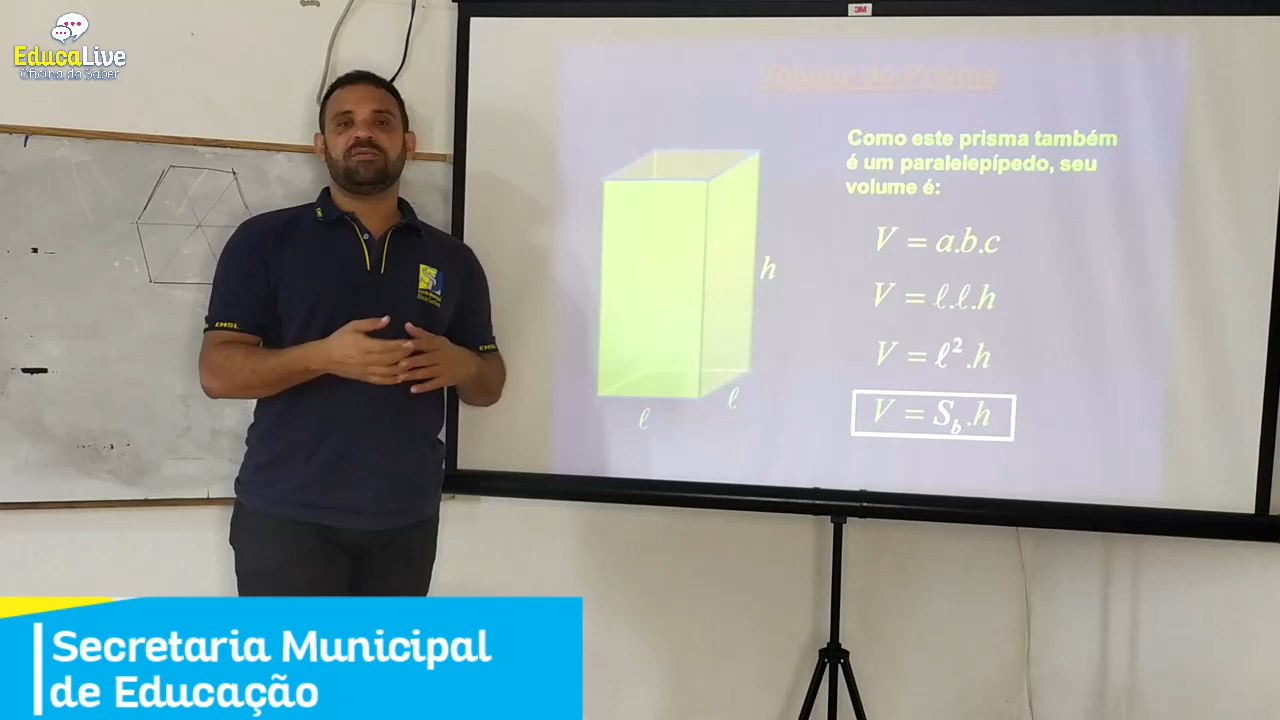 EducaLive
Oficina do Saber
3M
Volume do Prisma
Como este prisma também
é um paralelepípedo, seu
volume é:
V = a.b.c
V = ℓ.ℓ.h
V = ℓ².h
V = S_b.h
h
ℓ
ℓ
EMSL
EMSL
Secretaria Municipal
de Educação